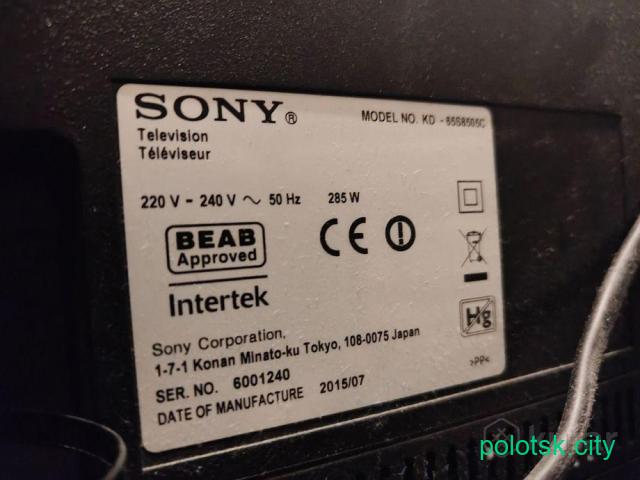 SONY®
MODEL NO. KD - 65S8505C
Television
Téléviseur
220 V - 240 V ~ 50 Hz 285 W
BEAB
Approved
CE
Intertek
Hg
Sony Corporation,
1-7-1 Konan Minato-ku Tokyo, 108-0075 Japan
>PP<
SER. NO. 6001240
DATE OF MANUFACTURE 2015/07
polotsk.city